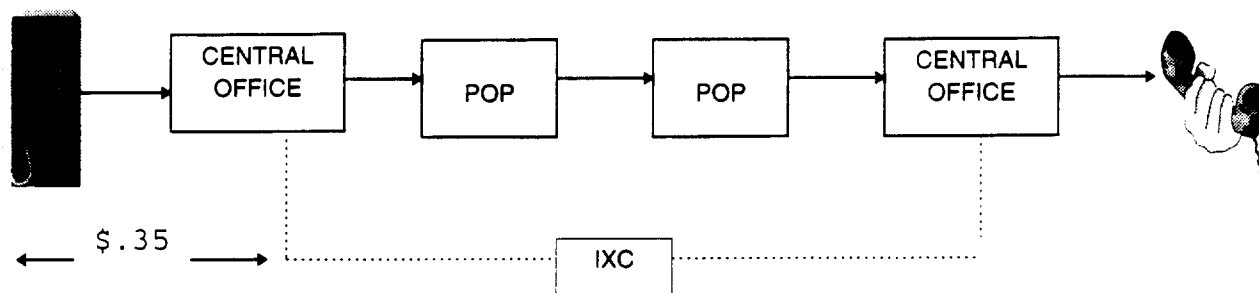 CENTRAL
OFFICE
POP
POP
CENTRAL
OFFICE
$.35
IXC